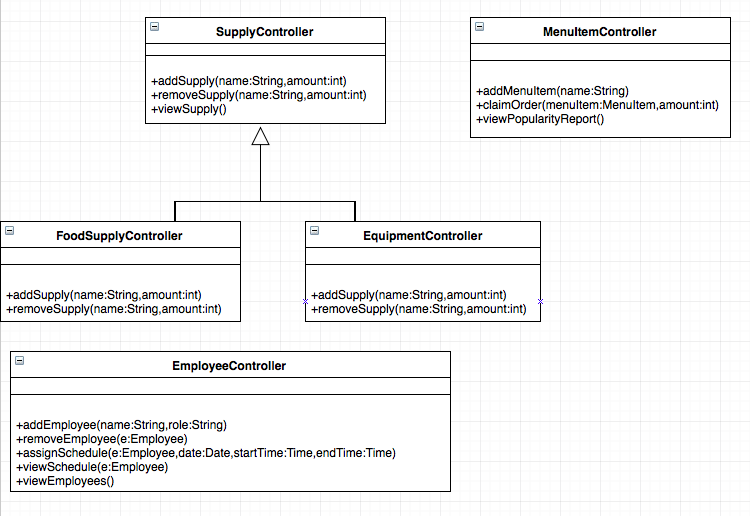 SupplyController
+addSupply(name:String,amount:int)
+removeSupply(name:String,amount:int)
+viewSupply()
MenuItemController
+addMenuItem(name:String)
+claimOrder(menuItem:MenuItem,amount:int)
+viewPopularityReport()
FoodSupplyController
+addSupply(name:String,amount:int)
+removeSupply(name:String,amount:int)
EquipmentController
+addSupply(name:String,amount:int)
+removeSupply(name:String,amount:int)
EmployeeController
+addEmployee(name:String,role:String)
+removeEmployee(e:Employee)
+assignSchedule(e:Employee,date:Date,startTime:Time,endTime:Time)
+viewSchedule(e:Employee)
+viewEmployees()